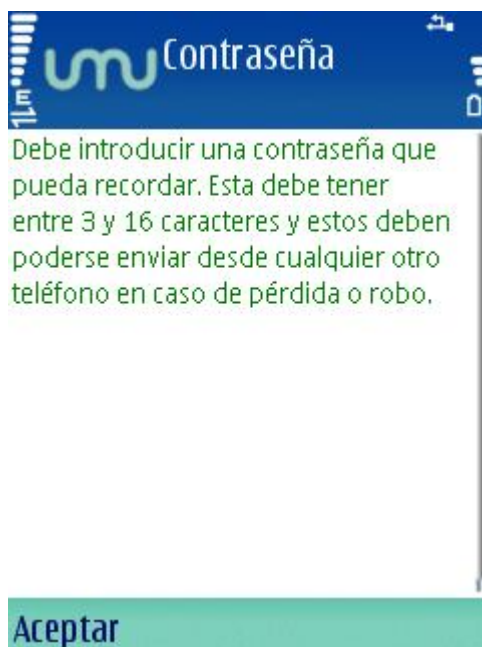 umu Contraseña
E
Debe introducir una contraseña que
pueda recordar. Esta debe tener
entre 3 y 16 caracteres y estos deben
poderse enviar desde cualquier otro
teléfono en caso de pérdida o robo.
Aceptar